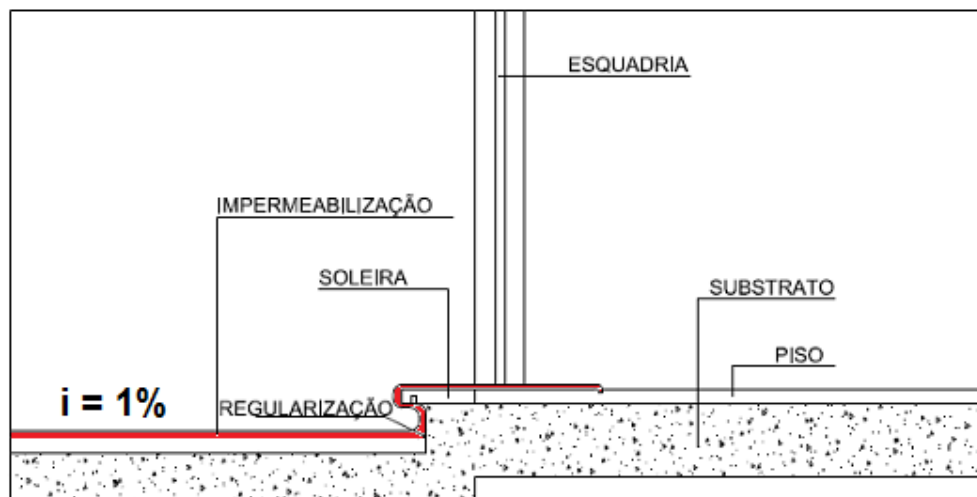 ESQUADRIA
IMPERMEABILIZAÇÃO
SOLEIRA
SUBSTRATO
PISO
i = 1%
REGULARIZAÇÃO